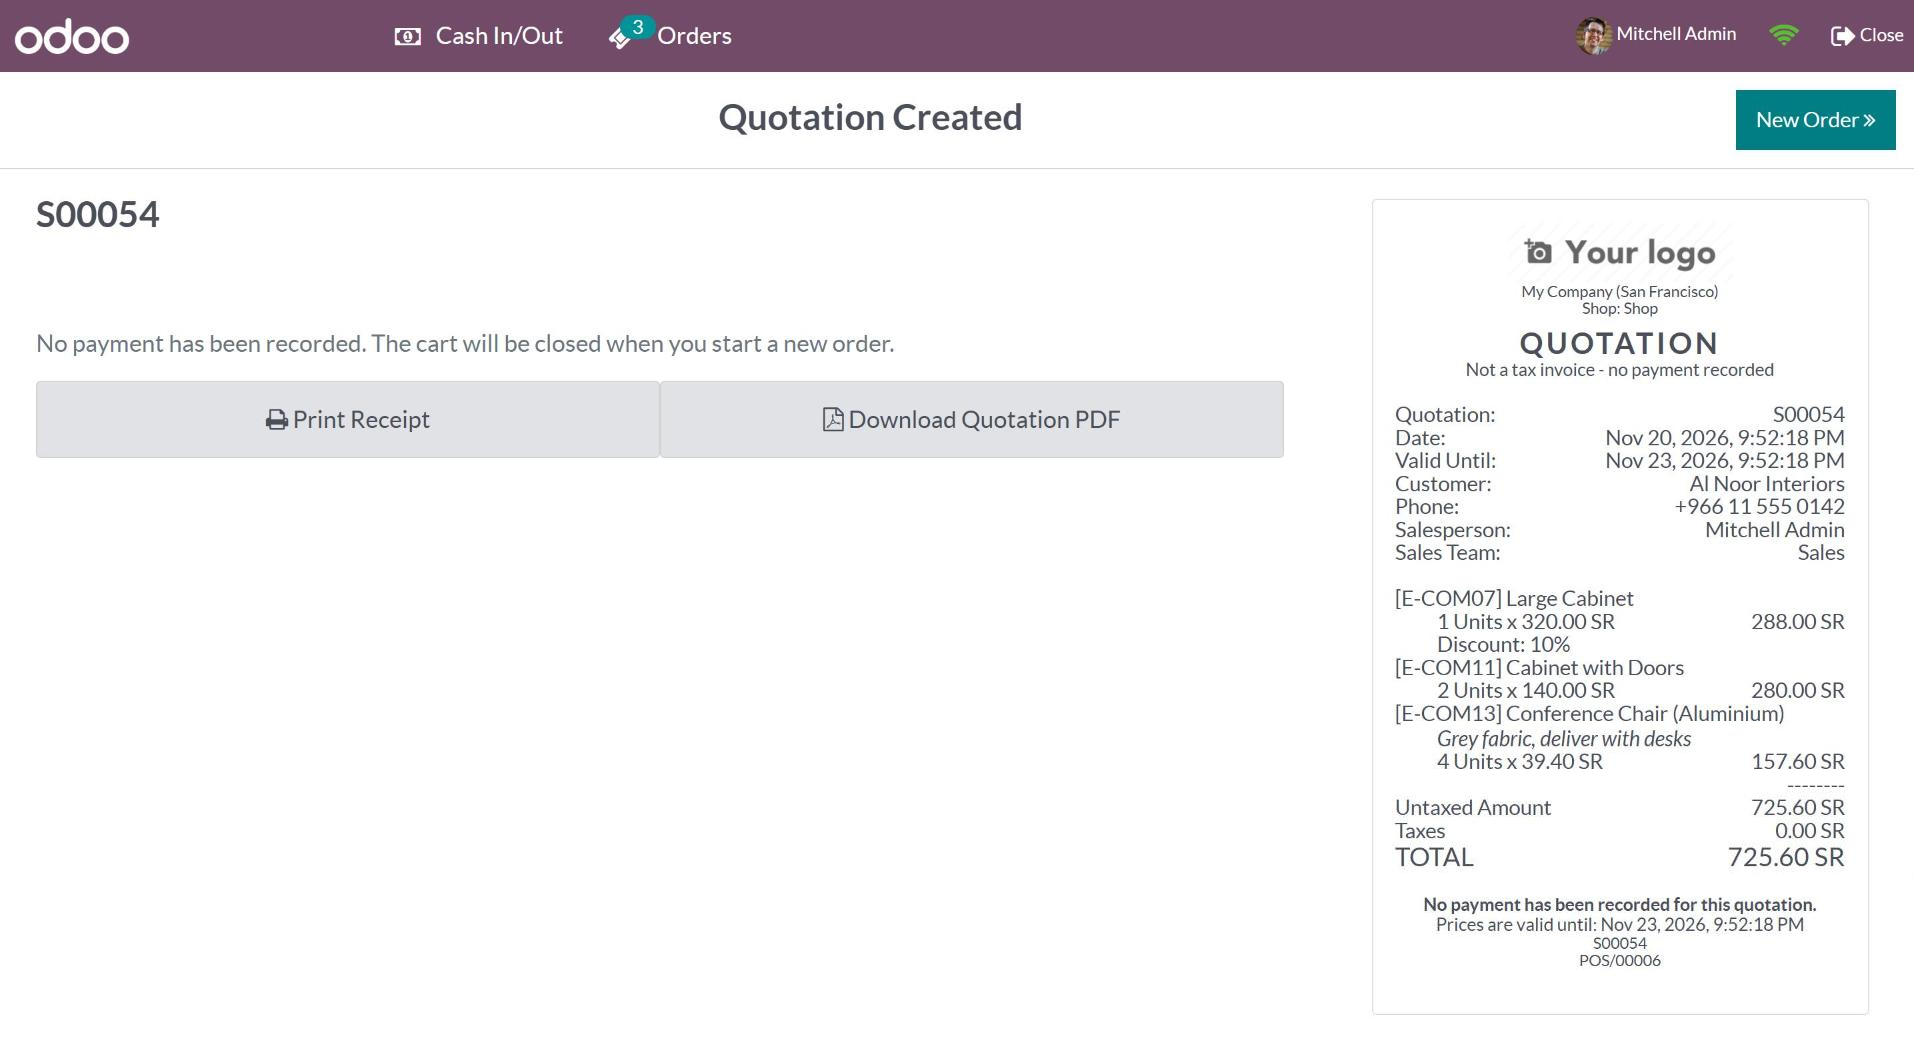 odoo
Cash In/Out
3
Orders
Mitchell Admin
Close
Quotation Created
New Order »
S00054
No payment has been recorded. The cart will be closed when you start a new order.
Print Receipt
Download Quotation PDF
Your logo
My Company (San Francisco)
Shop: Shop
QUOTATION
Not a tax invoice - no payment recorded
Quotation: S00054
Date: Nov 20, 2026, 9:52:18 PM
Valid Until: Nov 23, 2026, 9:52:18 PM
Customer: Al Noor Interiors
Phone: +966 11 555 0142
Salesperson: Mitchell Admin
Sales Team: Sales
[E-COM07] Large Cabinet
1 Units x 320.00 SR 288.00 SR
Discount: 10%
[E-COM11] Cabinet with Doors
2 Units x 140.00 SR 280.00 SR
[E-COM13] Conference Chair (Aluminium)
Grey fabric, deliver with desks
4 Units x 39.40 SR 157.60 SR
--------
Untaxed Amount 725.60 SR
Taxes 0.00 SR
TOTAL 725.60 SR
No payment has been recorded for this quotation.
Prices are valid until: Nov 23, 2026, 9:52:18 PM
S00054
POS/00006